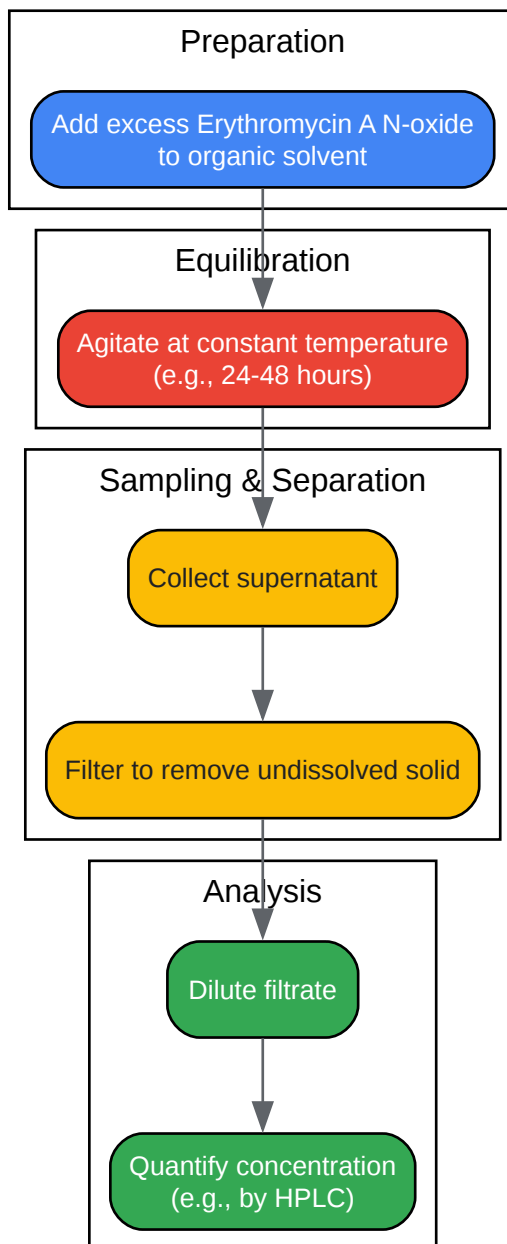 Preparation
Add excess Erythromycin A N-oxide
to organic solvent
Equilibration
Agitate at constant temperature
(e.g., 24-48 hours)
Sampling & Separation
Collect supernatant
Filter to remove undissolved solid
Analysis
Dilute filtrate
Quantify concentration
(e.g., by HPLC)